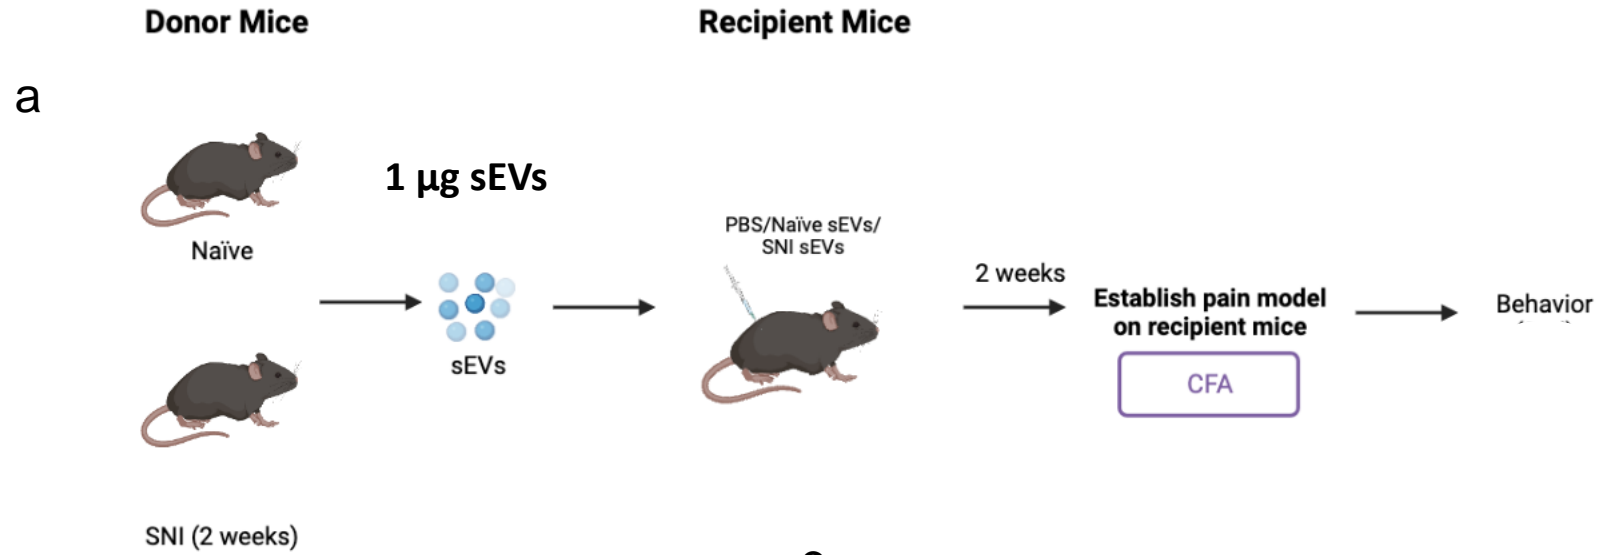 Donor Mice
Recipient Mice
a
1 µg sEVs
Naïve
sEVs
PBS/Naïve sEVs/
SNI sEVs
2 weeks
Establish pain model
on recipient mice
CFA
Behavior
SNI (2 weeks)